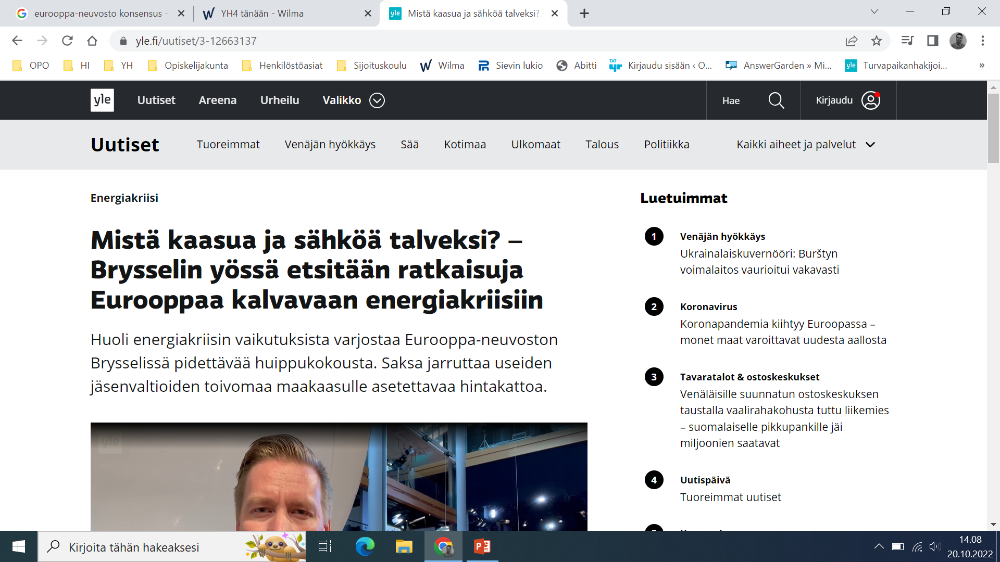 eurooppa-neuvosto konsensus -
YH4 tänään - Wilma
yle
Mistä kaasua ja sähköä talveksi? -
yle.fi/uutiset/3-12663137
OPO
HI
YH
Opiskelijakunta
Henkilöstöasiat
Sijoituskoulu
Wilma
Sievin lukio
Abitti
TAT
Kirjaudu sisään ‹ O...
AnswerGarden » Mi...
yle
Turvapaikanhakijoi...
»
yle
Uutiset
Areena
Urheilu
Valikko
Hae
Kirjaudu
Uutiset
Tuoreimmat
Venäjän hyökkäys
Sää
Kotimaa
Ulkomaat
Talous
Politiikka
Kaikki aiheet ja palvelut
Energiakriisi
Mistä kaasua ja sähköä talveksi? –
Brysselin yössä etsitään ratkaisuja
Eurooppaa kalvavaan energiakriisiin
Huoli energiakriisin vaikutuksista varjostaa Eurooppa-neuvoston
Brysselissä pidettävää huippukokousta. Saksa jarruttaa useiden
jäsenvaltioiden toivomaa maakaasulle asetettavaa hintakattoa.
yle
Luetuimmat
1
Venäjän hyökkäys
Ukrainalaiskuvernööri: Burštyn
voimalaitos vaurioitui vakavasti
2
Koronavirus
Koronapandemia kiihtyy Euroopassa –
monet maat varoittavat uudesta aallosta
3
Tavaratalot & ostoskeskukset
Venäläisille suunnatun ostoskeskuksen
taustalla vaalirahakohusta tuttu liikemies
– suomalaiselle pikkupankille jäi
miljoonien saatavat
4
Uutispäivä
Tuoreimmat uutiset
Kirjoita tähän hakeaksesi
14.08
20.10.2022